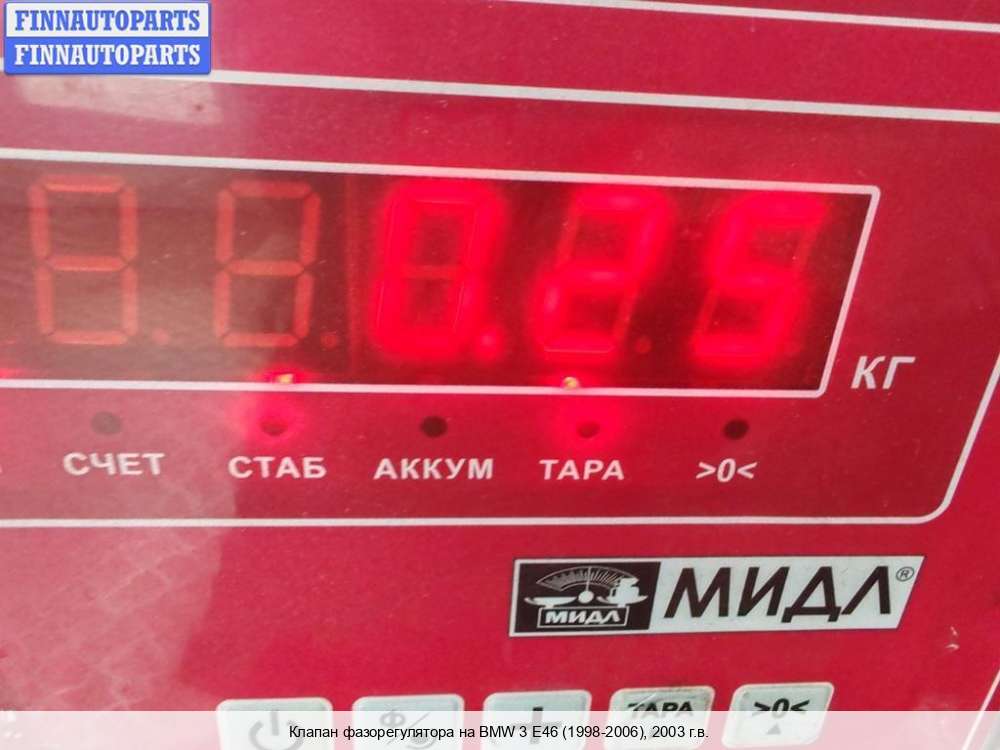 FINNAUTOPARTS
FINNAUTOPARTS
0.25
КГ
СЧЕТ СТАБ АККУМ ТАРА >0<
МИДЛ МИДЛ®
ТАРА >0<
Клапан фазорегулятора на BMW 3 E46 (1998-2006), 2003 г.в.